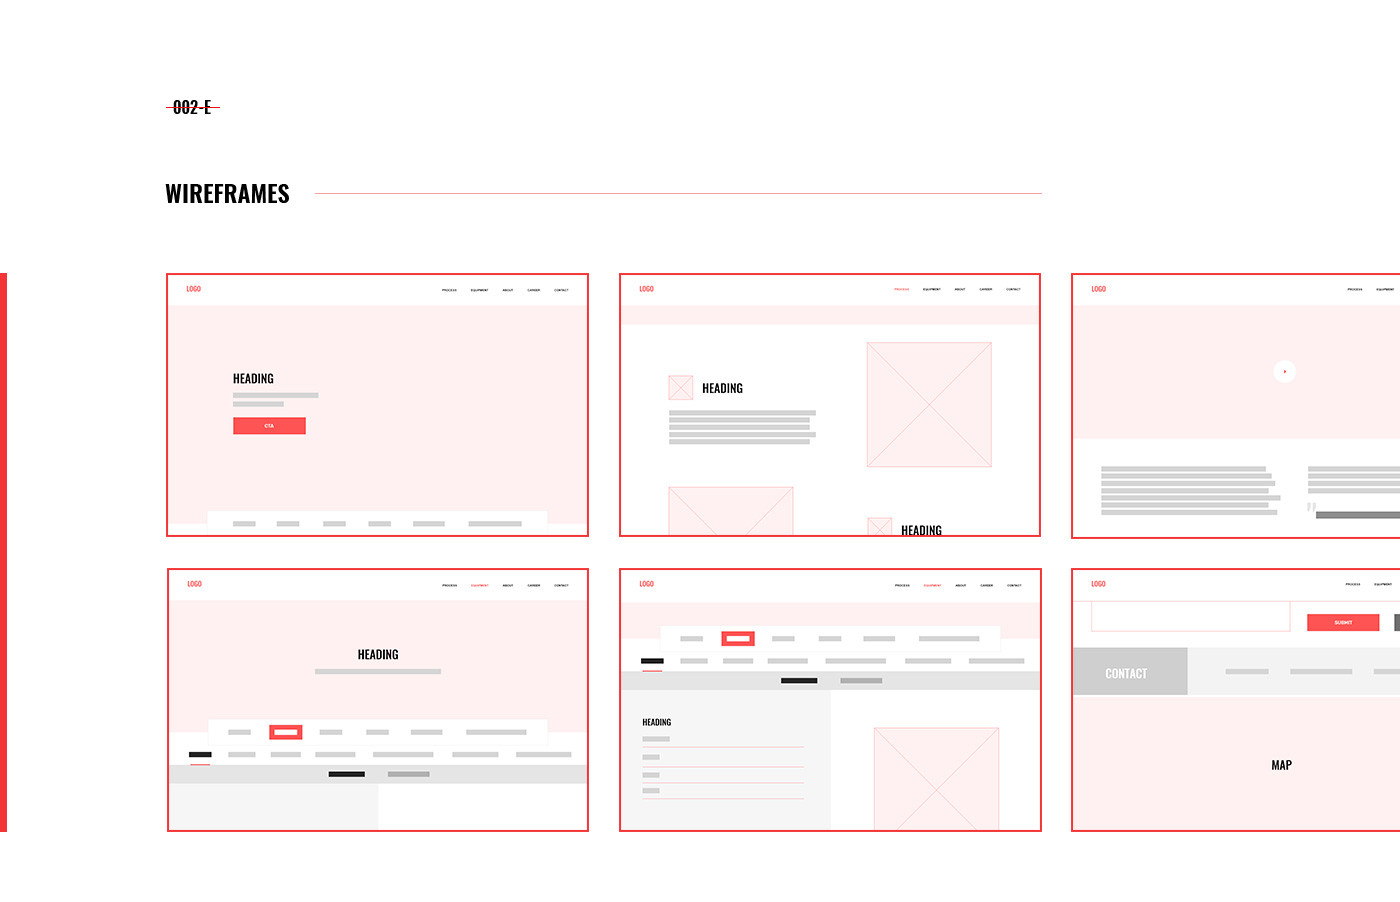 002-E
WIREFRAMES
LOGO PROCESS EQUIPMENT ABOUT CAREER CONTACT
HEADING
CTA
LOGO PROCESS EQUIPMENT ABOUT CAREER CONTACT
HEADING
HEADING
LOGO PROCESS EQUIPMENT
"
LOGO PROCESS EQUIPMENT ABOUT CAREER CONTACT
HEADING
LOGO PROCESS EQUIPMENT ABOUT CAREER CONTACT
HEADING
LOGO PROCESS EQUIPMENT
SUBMIT
CONTACT
MAP